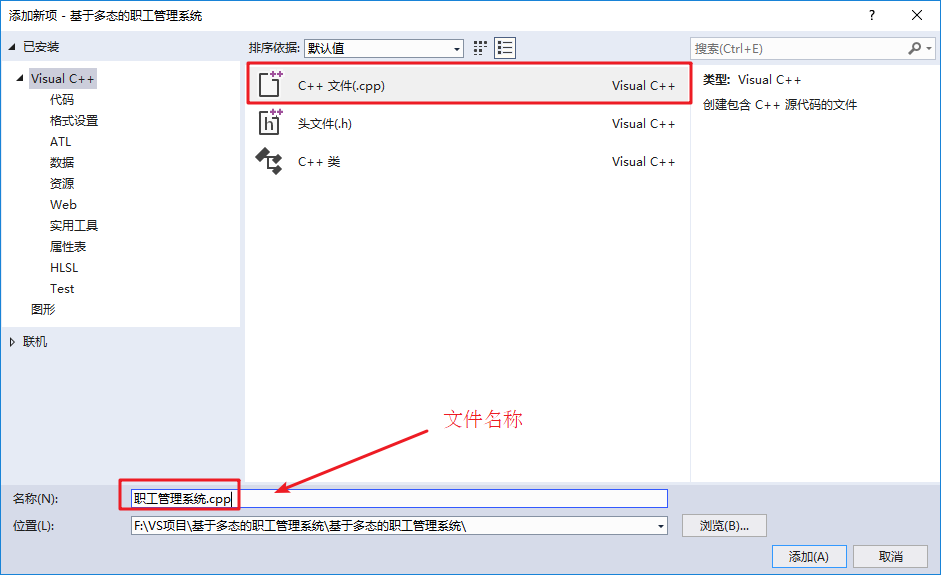 添加新项 - 基于多态的职工管理系统
?
已安装
排序依据: 默认值
搜索(Ctrl+E)
Visual C++
代码
格式设置
ATL
数据
资源
Web
实用工具
属性表
HLSL
Test
图形
联机
C++ 文件(.cpp) Visual C++
头文件(.h) Visual C++
C++ 类 Visual C++
类型: Visual C++
创建包含 C++ 源代码的文件
文件名称
名称(N): 职工管理系统.cpp
位置(L): F:\VS项目\基于多态的职工管理系统\基于多态的职工管理系统\
浏览(B)...
添加(A) 取消